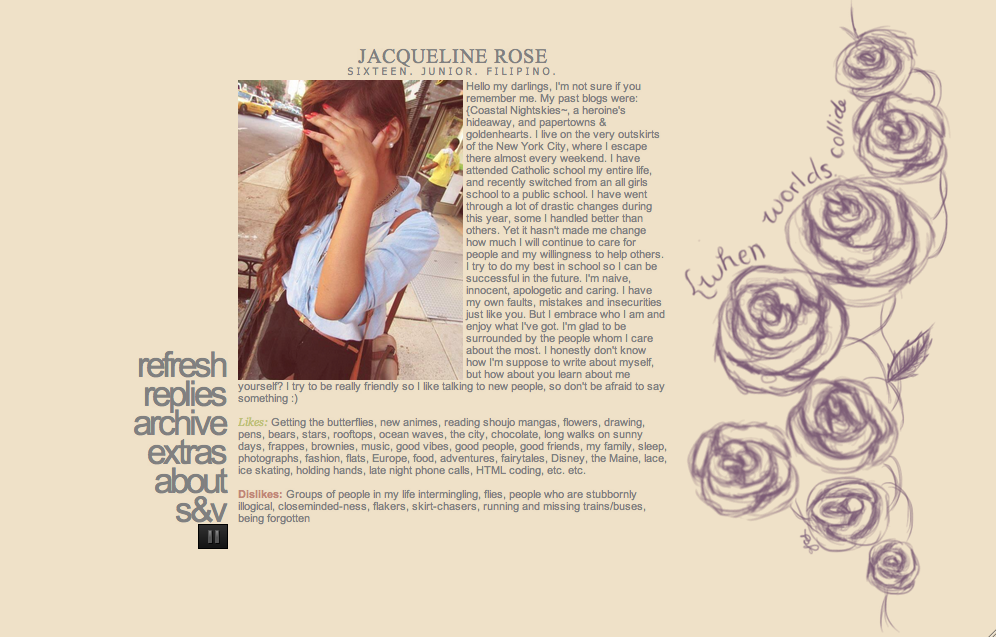 JACQUELINE ROSE
SIXTEEN. JUNIOR. FILIPINO.
Hello my darlings, I'm not sure if you
remember me. My past blogs were:
{Coastal Nightskies~, a heroine's
hideaway, and papertowns &
goldenhearts. I live on the very outskirts
of the New York City, where I escape
there almost every weekend. I have
attended Catholic school my entire life,
and recently switched from an all girls
school to a public school. I have went
through a lot of drastic changes during
this year, some I handled better than
others. Yet it hasn't made me change
how much I will continue to care for
people and my willingness to help others.
I try to do my best in school so I can be
successful in the future. I'm naive,
innocent, apologetic and caring. I have
my own faults, mistakes and insecurities
just like you. But I embrace who I am and
enjoy what I've got. I'm glad to be
surrounded by the people whom I care
about the most. I honestly don't know
how I'm suppose to write about myself,
but how about you learn about me
yourself? I try to be really friendly so I like talking to new people, so don't be afraid to say
something :)
Likes: Getting the butterflies, new animes, reading shoujo mangas, flowers, drawing,
pens, bears, stars, rooftops, ocean waves, the city, chocolate, long walks on sunny
days, frappes, brownies, music, good vibes, good people, good friends, my family, sleep,
photographs, fashion, flats, Europe, food, adventures, fairytales, Disney, the Maine, lace,
ice skating, holding hands, late night phone calls, HTML coding, etc. etc.
Dislikes: Groups of people in my life intermingling, flies, people who are stubbornly
illogical, closeminded-ness, flakers, skirt-chasers, running and missing trains/buses,
being forgotten
refresh
replies
archive
extras
about
s&v
{when worlds collide